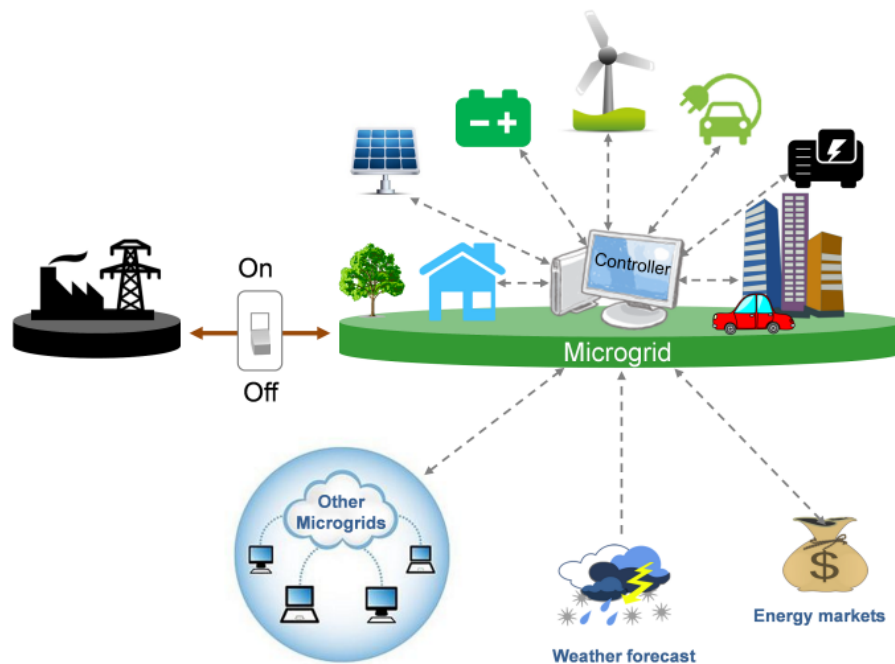 On
Off
Controller
Microgrid
Other
Microgrids
Weather forecast
$
Energy markets